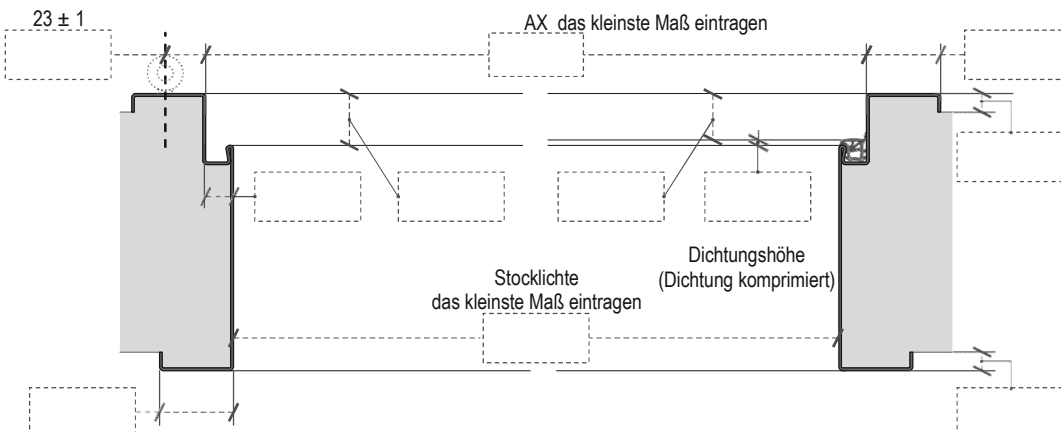 23 ± 1
AX das kleinste Maß eintragen
Dichtungshöhe
(Dichtung komprimiert)
Stocklichte
das kleinste Maß eintragen